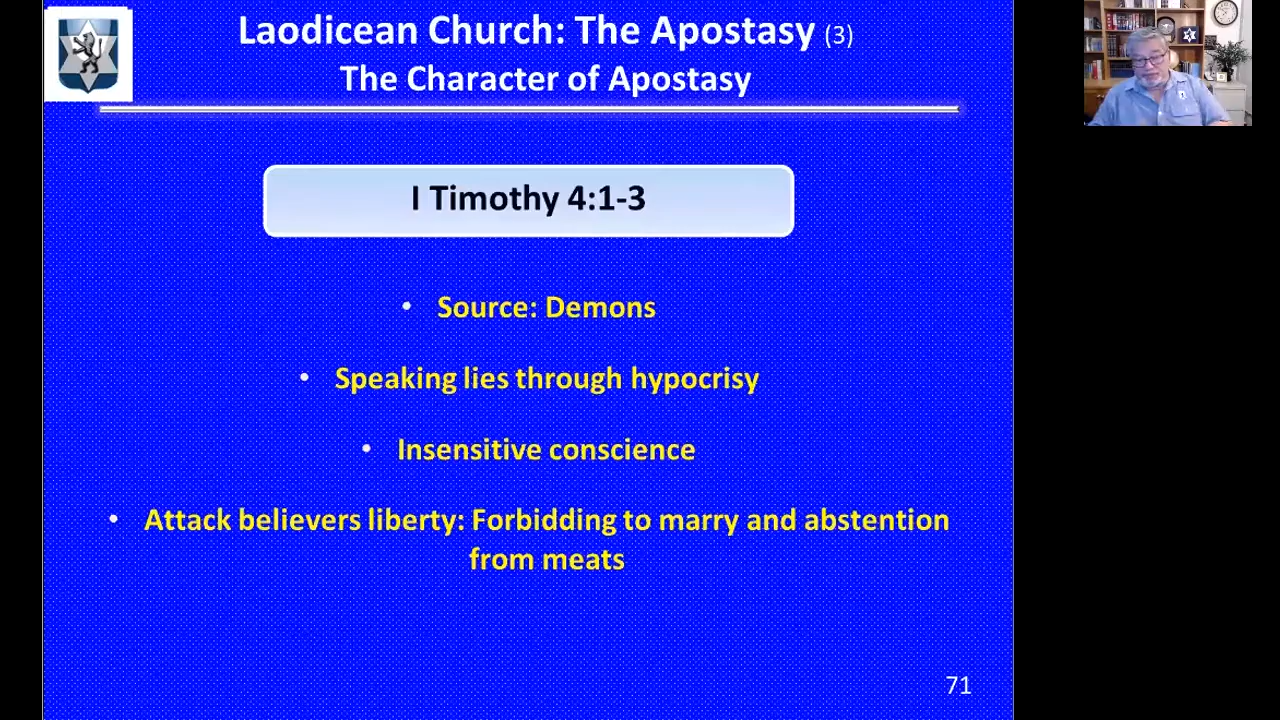 Laodicean Church: The Apostasy (3)
The Character of Apostasy
I Timothy 4:1-3
• Source: Demons
• Speaking lies through hypocrisy
• Insensitive conscience
• Attack believers liberty: Forbidding to marry and abstention
from meats
71